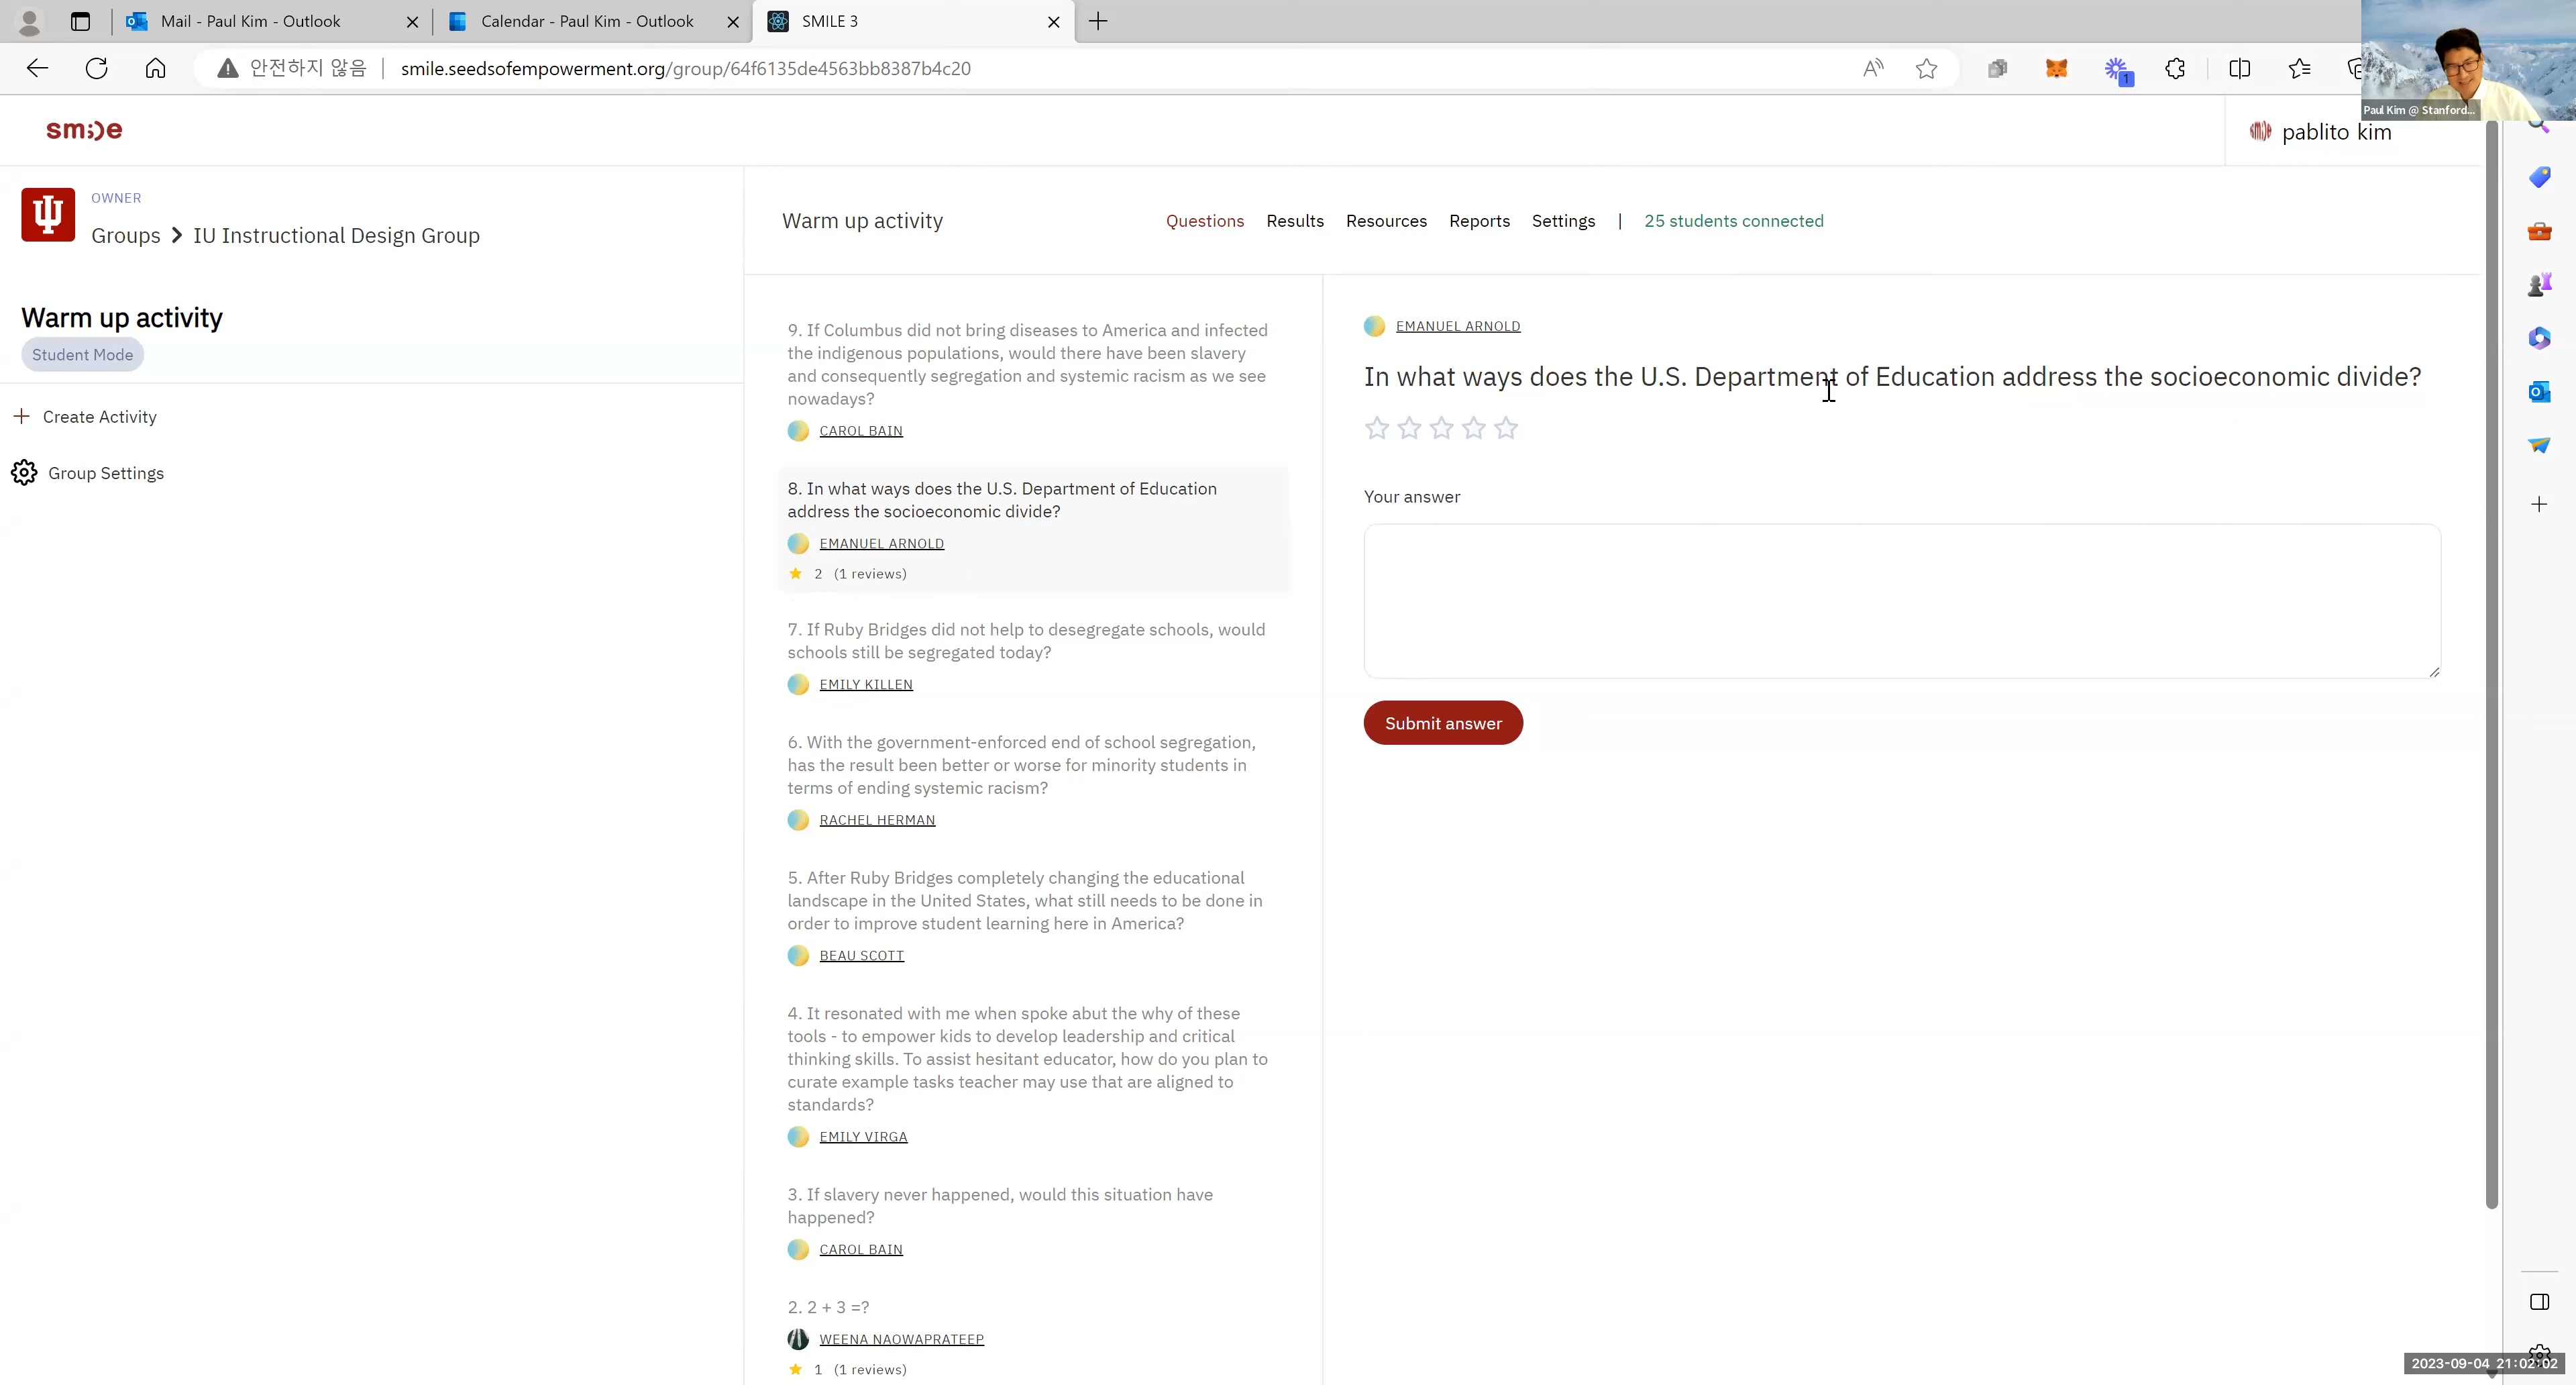 Mail - Paul Kim - Outlook
Calendar - Paul Kim - Outlook
SMILE 3
안전하지 않음
smile.seedsofempowerment.org/group/64f6135de4563bb8387b4c20
1
Paul Kim @ Stanford...
smile
pablito kim
OWNER
Groups > IU Instructional Design Group
Warm up activity
Student Mode
+ Create Activity
Group Settings
Warm up activity
Questions Results Resources Reports Settings | 25 students connected
9. If Columbus did not bring diseases to America and infected
the indigenous populations, would there have been slavery
and consequently segregation and systemic racism as we see
nowadays?
CAROL BAIN
8. In what ways does the U.S. Department of Education
address the socioeconomic divide?
EMANUEL ARNOLD
2 (1 reviews)
7. If Ruby Bridges did not help to desegregate schools, would
schools still be segregated today?
EMILY KILLEN
6. With the government-enforced end of school segregation,
has the result been better or worse for minority students in
terms of ending systemic racism?
RACHEL HERMAN
5. After Ruby Bridges completely changing the educational
landscape in the United States, what still needs to be done in
order to improve student learning here in America?
BEAU SCOTT
4. It resonated with me when spoke abut the why of these
tools - to empower kids to develop leadership and critical
thinking skills. To assist hesitant educator, how do you plan to
curate example tasks teacher may use that are aligned to
standards?
EMILY VIRGA
3. If slavery never happened, would this situation have
happened?
CAROL BAIN
2. 2 + 3 =?
WEENA NAOWAPRATEEP
1 (1 reviews)
EMANUEL ARNOLD
In what ways does the U.S. Department of Education address the socioeconomic divide?
Your answer
Submit answer
2023-09-04 21:02:02